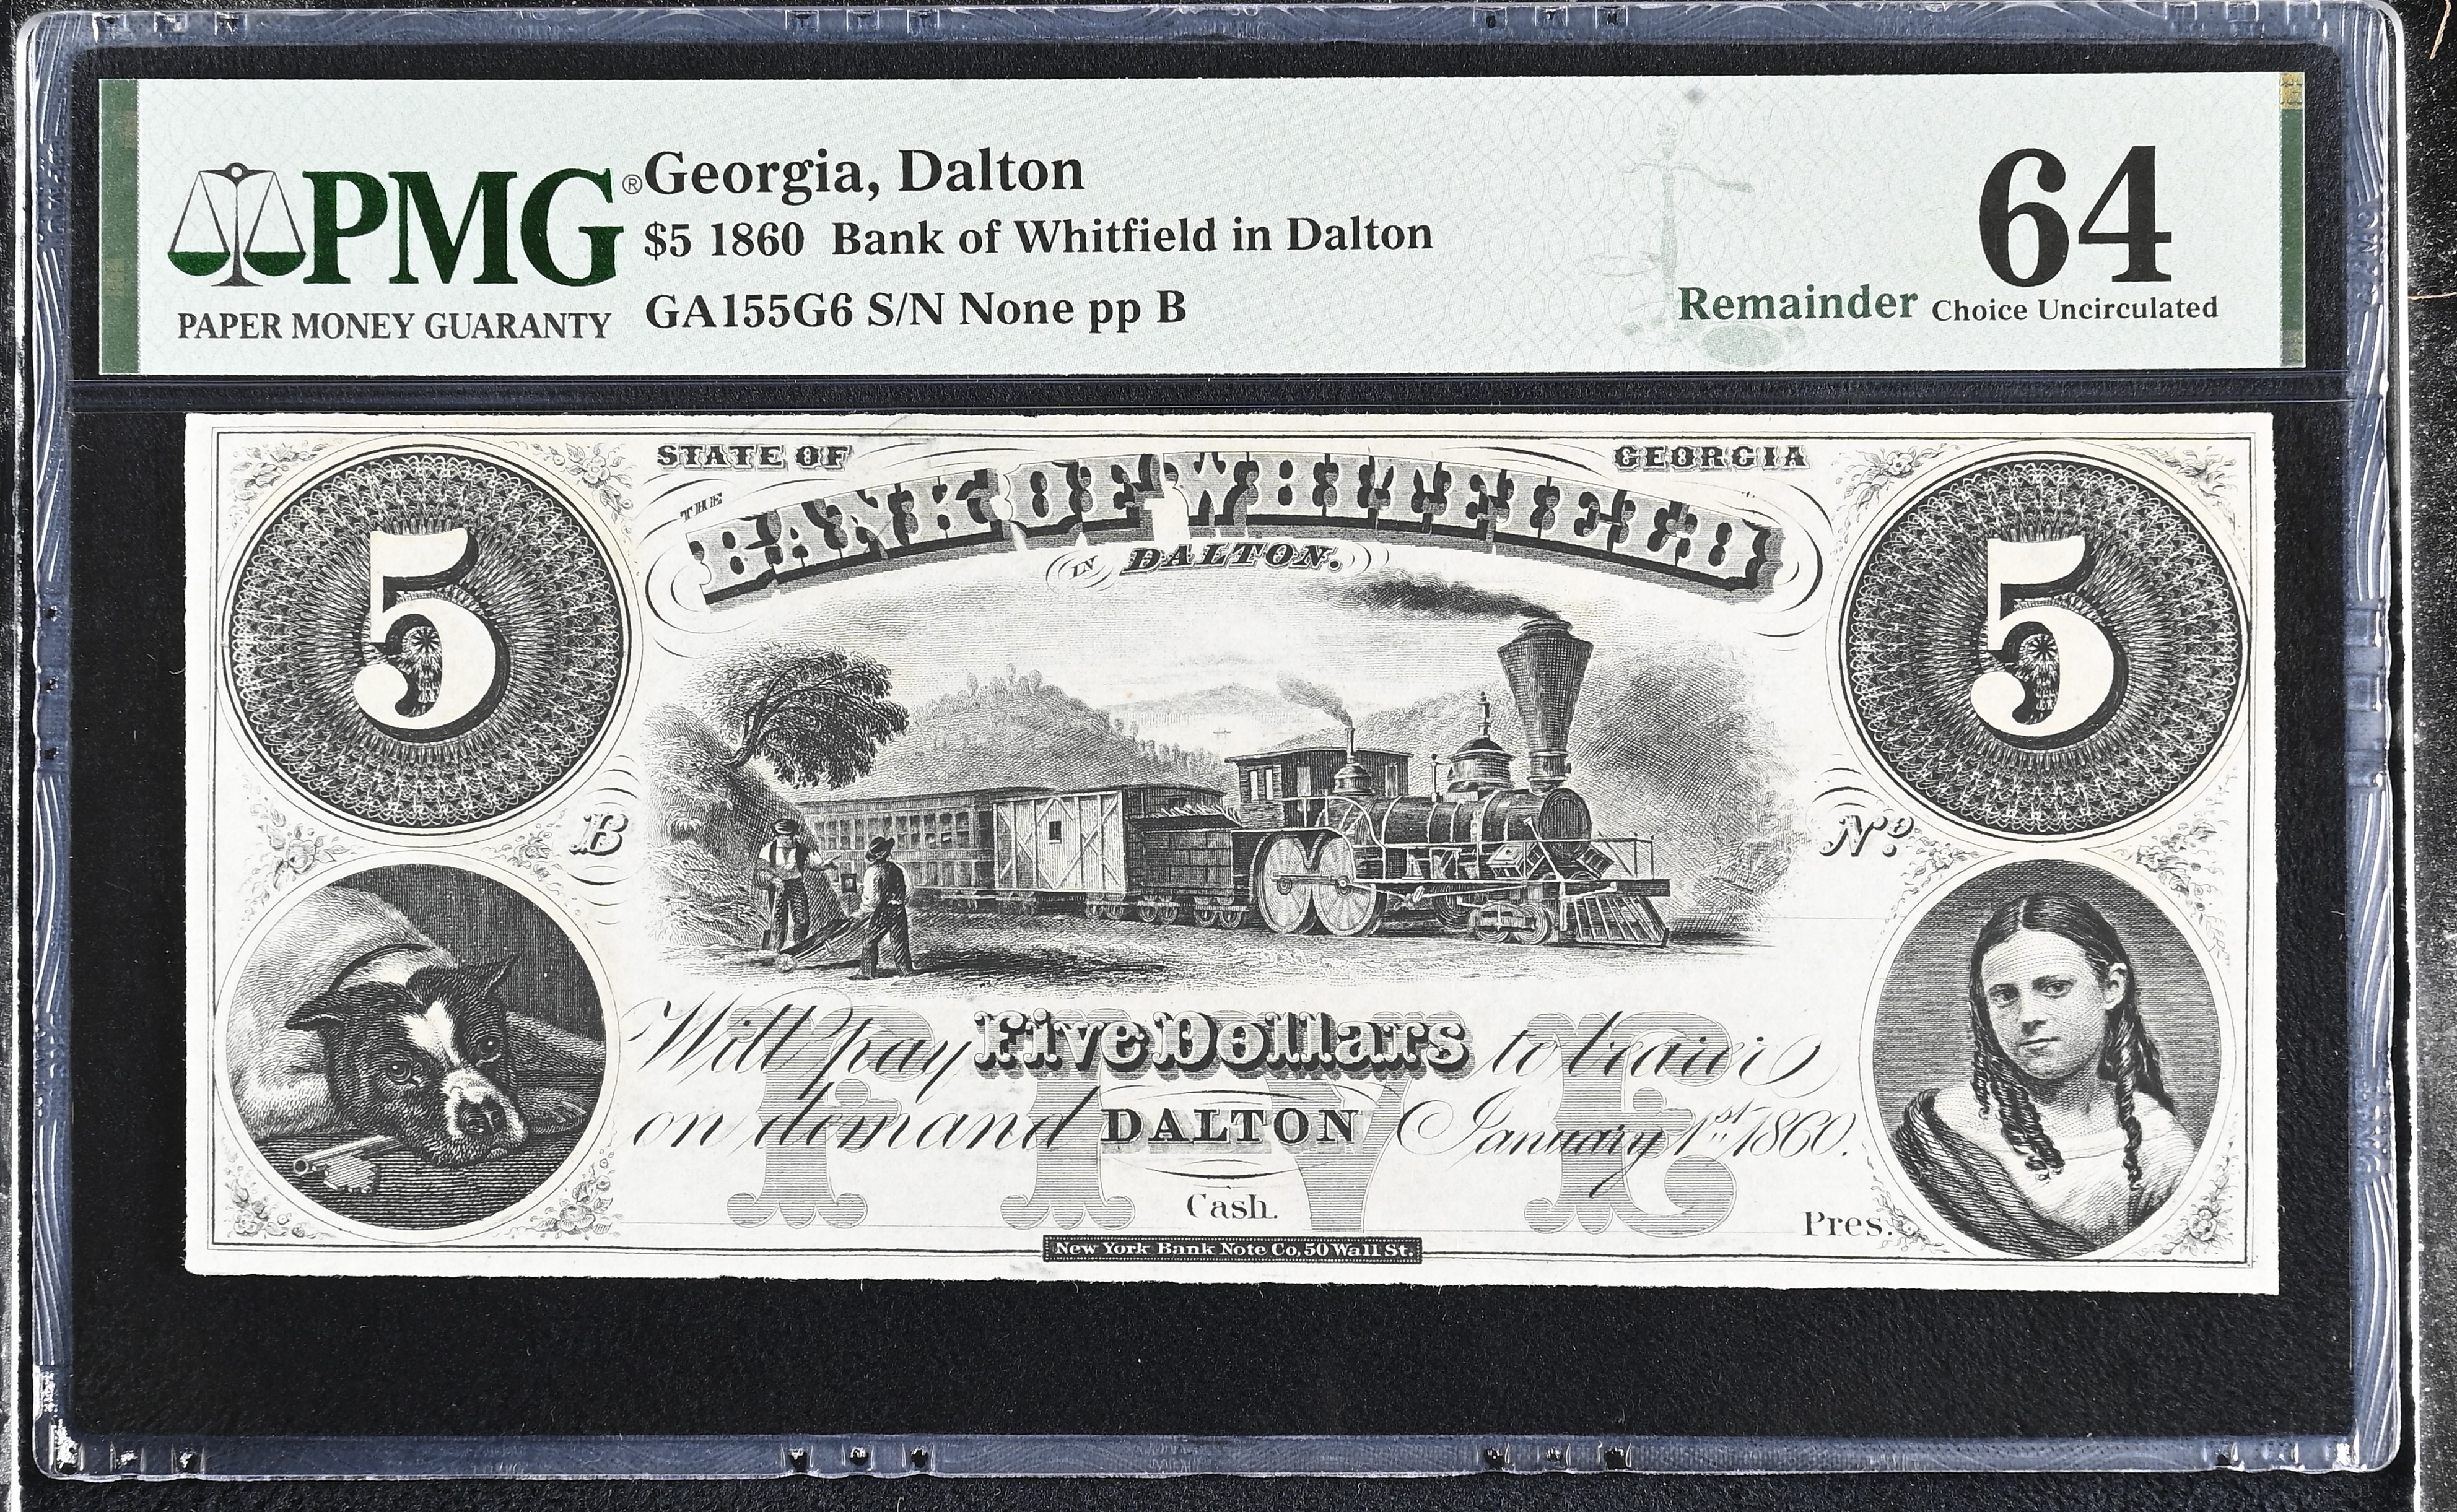 PMG®
PAPER MONEY GUARANTY
Georgia, Dalton
$5 1860 Bank of Whitfield in Dalton
GA155G6 S/N None pp B
Remainder
64
Choice Uncirculated
STATE OF GEORGIA
THE BANK OF WHITFIELD
IN DALTON.
5 5
B Nº.
Will pay Five Dollars to bearer
on demand DALTON January 1st 1860.
FIVE
Cash. Pres.
New York Bank Note Co, 50 Wall St.